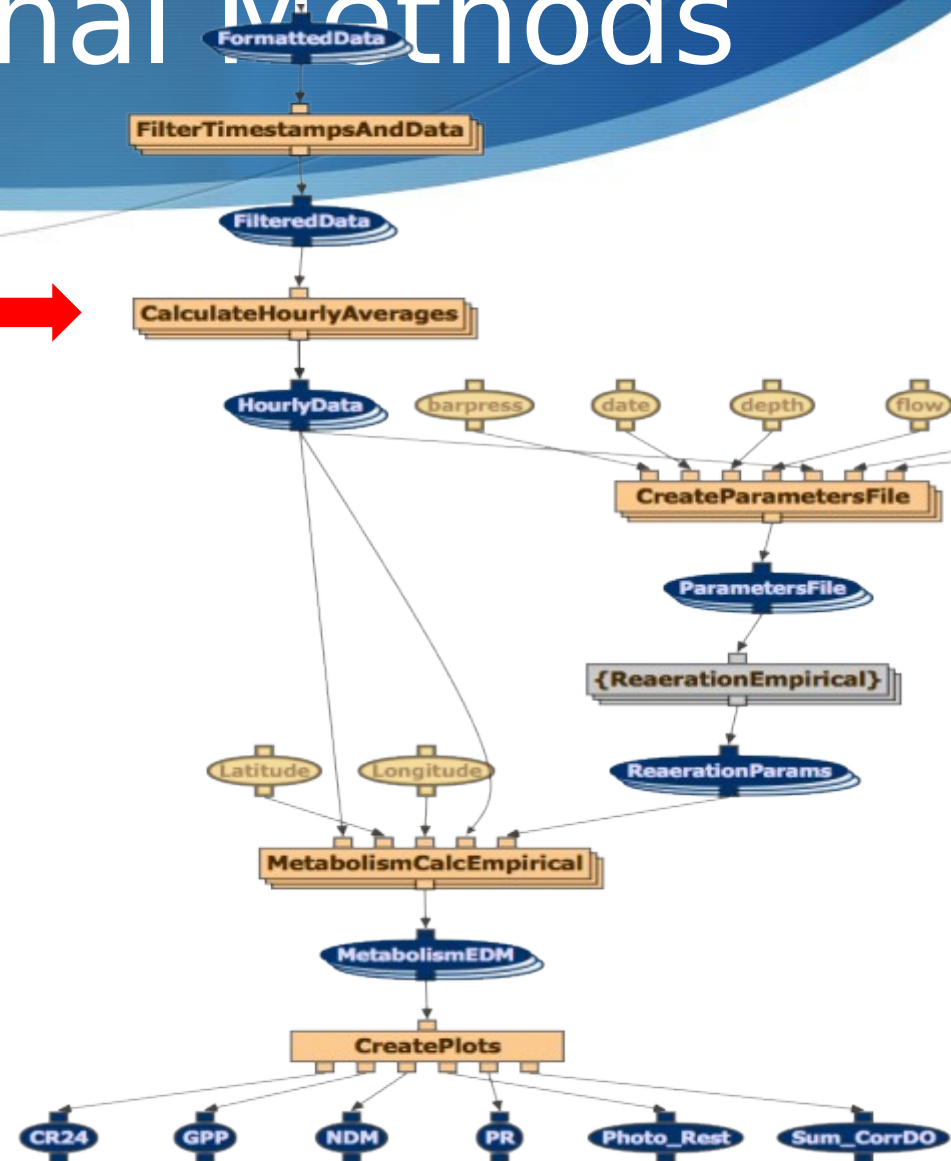 nal Methods
FormattedData
FilterTimestampsAndData
FilteredData
CalculateHourlyAverages
HourlyData
barpress
date
depth
flow
CreateParametersFile
ParametersFile
{ReaerationEmpirical}
Latitude
Longitude
ReaerationParams
MetabolismCalcEmpirical
MetabolismEDM
CreatePlots
CR24
GPP
NDM
PR
Photo_Rest
Sum_CorrDO